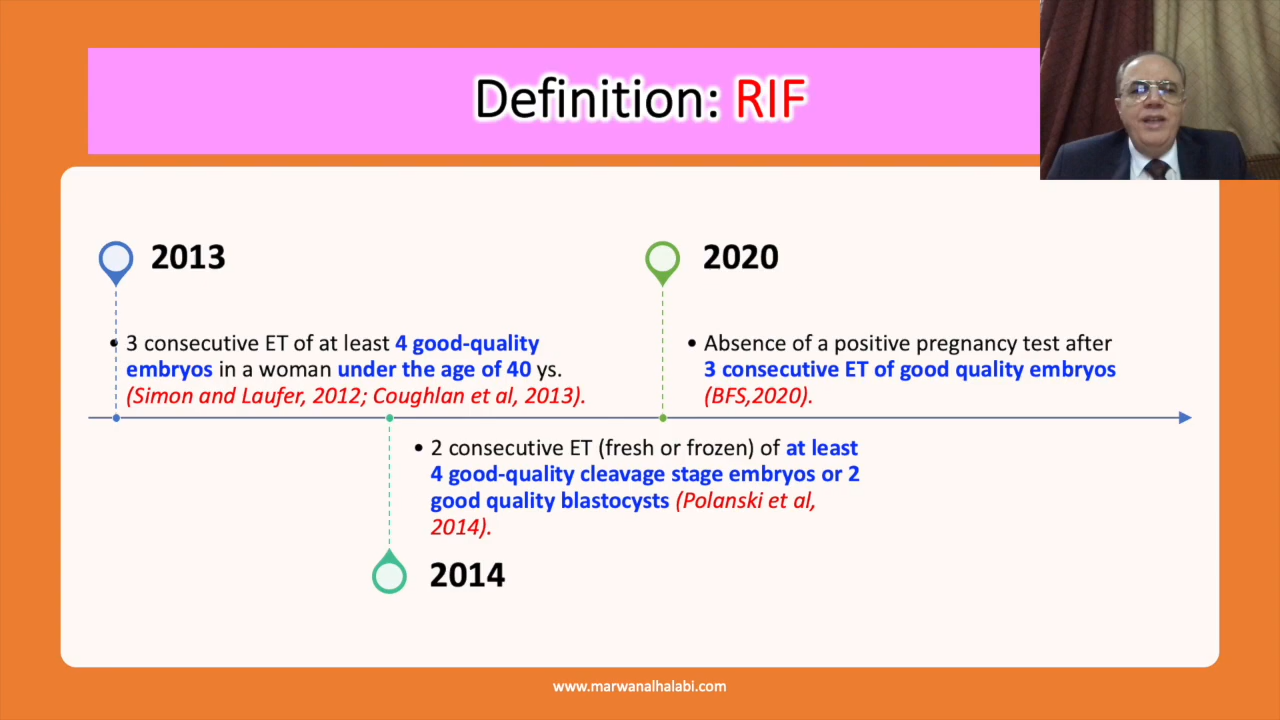 Definition: RIF
2013
• 3 consecutive ET of at least 4 good-quality
embryos in a woman under the age of 40 ys.
(Simon and Laufer, 2012; Coughlan et al, 2013).
• 2 consecutive ET (fresh or frozen) of at least
4 good-quality cleavage stage embryos or 2
good quality blastocysts (Polanski et al,
2014).
2014
2020
• Absence of a positive pregnancy test after
3 consecutive ET of good quality embryos
(BFS,2020).
www.marwanalhalabi.com